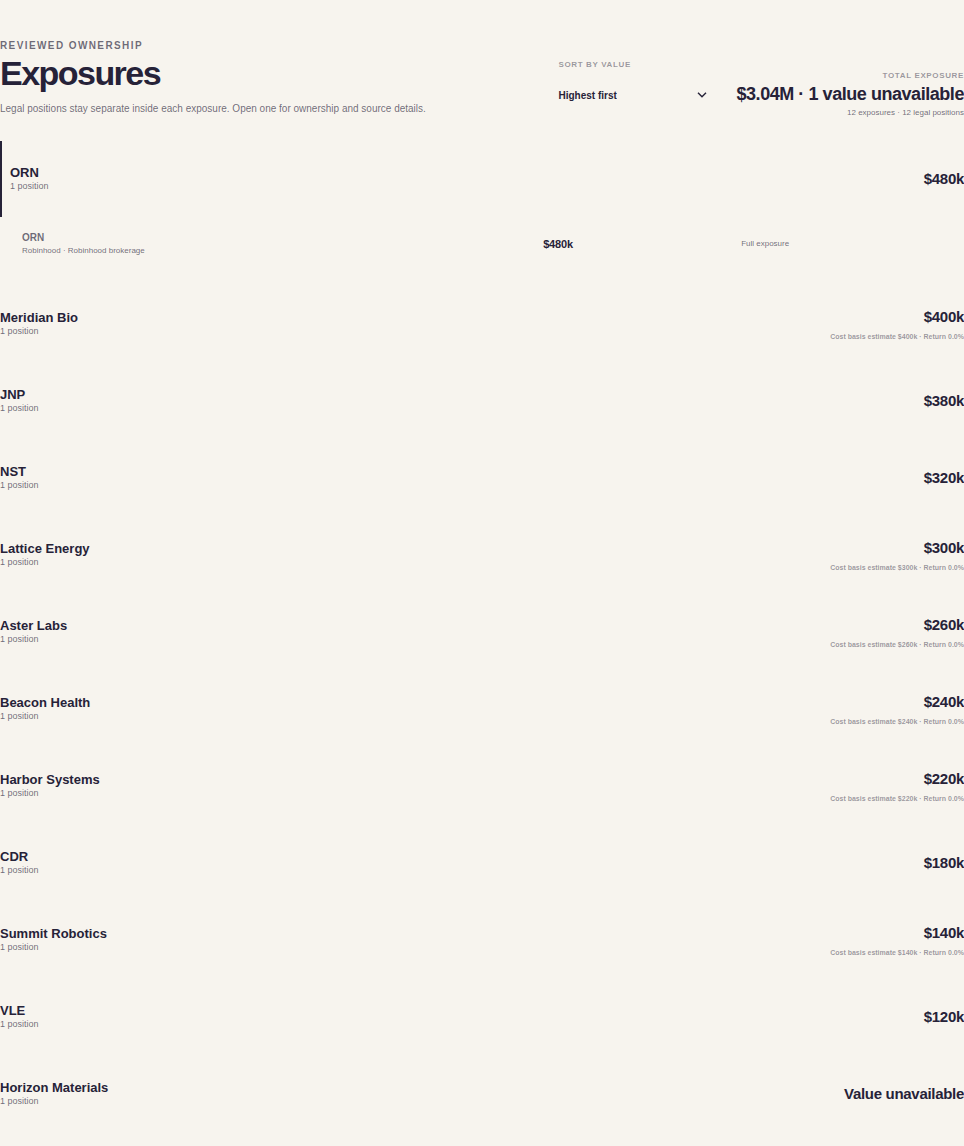 REVIEWED OWNERSHIP
Exposures
Legal positions stay separate inside each exposure. Open one for ownership and source details.
SORT BY VALUE
Highest first
TOTAL EXPOSURE
$3.04M · 1 value unavailable
12 exposures · 12 legal positions
ORN
1 position
$480k
ORN
Robinhood · Robinhood brokerage
$480k
Full exposure
Meridian Bio
1 position
$400k
Cost basis estimate $400k · Return 0.0%
JNP
1 position
$380k
NST
1 position
$320k
Lattice Energy
1 position
$300k
Cost basis estimate $300k · Return 0.0%
Aster Labs
1 position
$260k
Cost basis estimate $260k · Return 0.0%
Beacon Health
1 position
$240k
Cost basis estimate $240k · Return 0.0%
Harbor Systems
1 position
$220k
Cost basis estimate $220k · Return 0.0%
CDR
1 position
$180k
Summit Robotics
1 position
$140k
Cost basis estimate $140k · Return 0.0%
VLE
1 position
$120k
Horizon Materials
1 position
Value unavailable